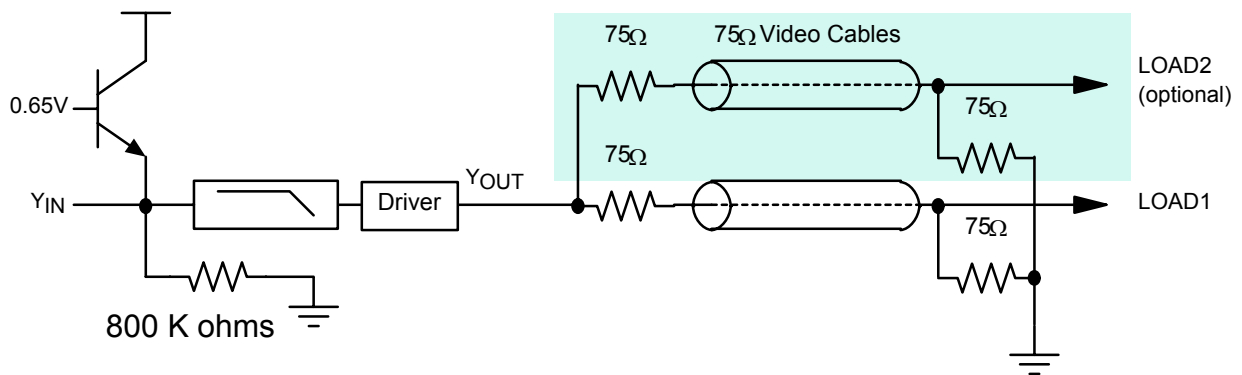 75Ω
75Ω Video Cables
LOAD2
(optional)
0.65V
75Ω
75Ω
YOUT
YIN
Driver
LOAD1
75Ω
800 K ohms